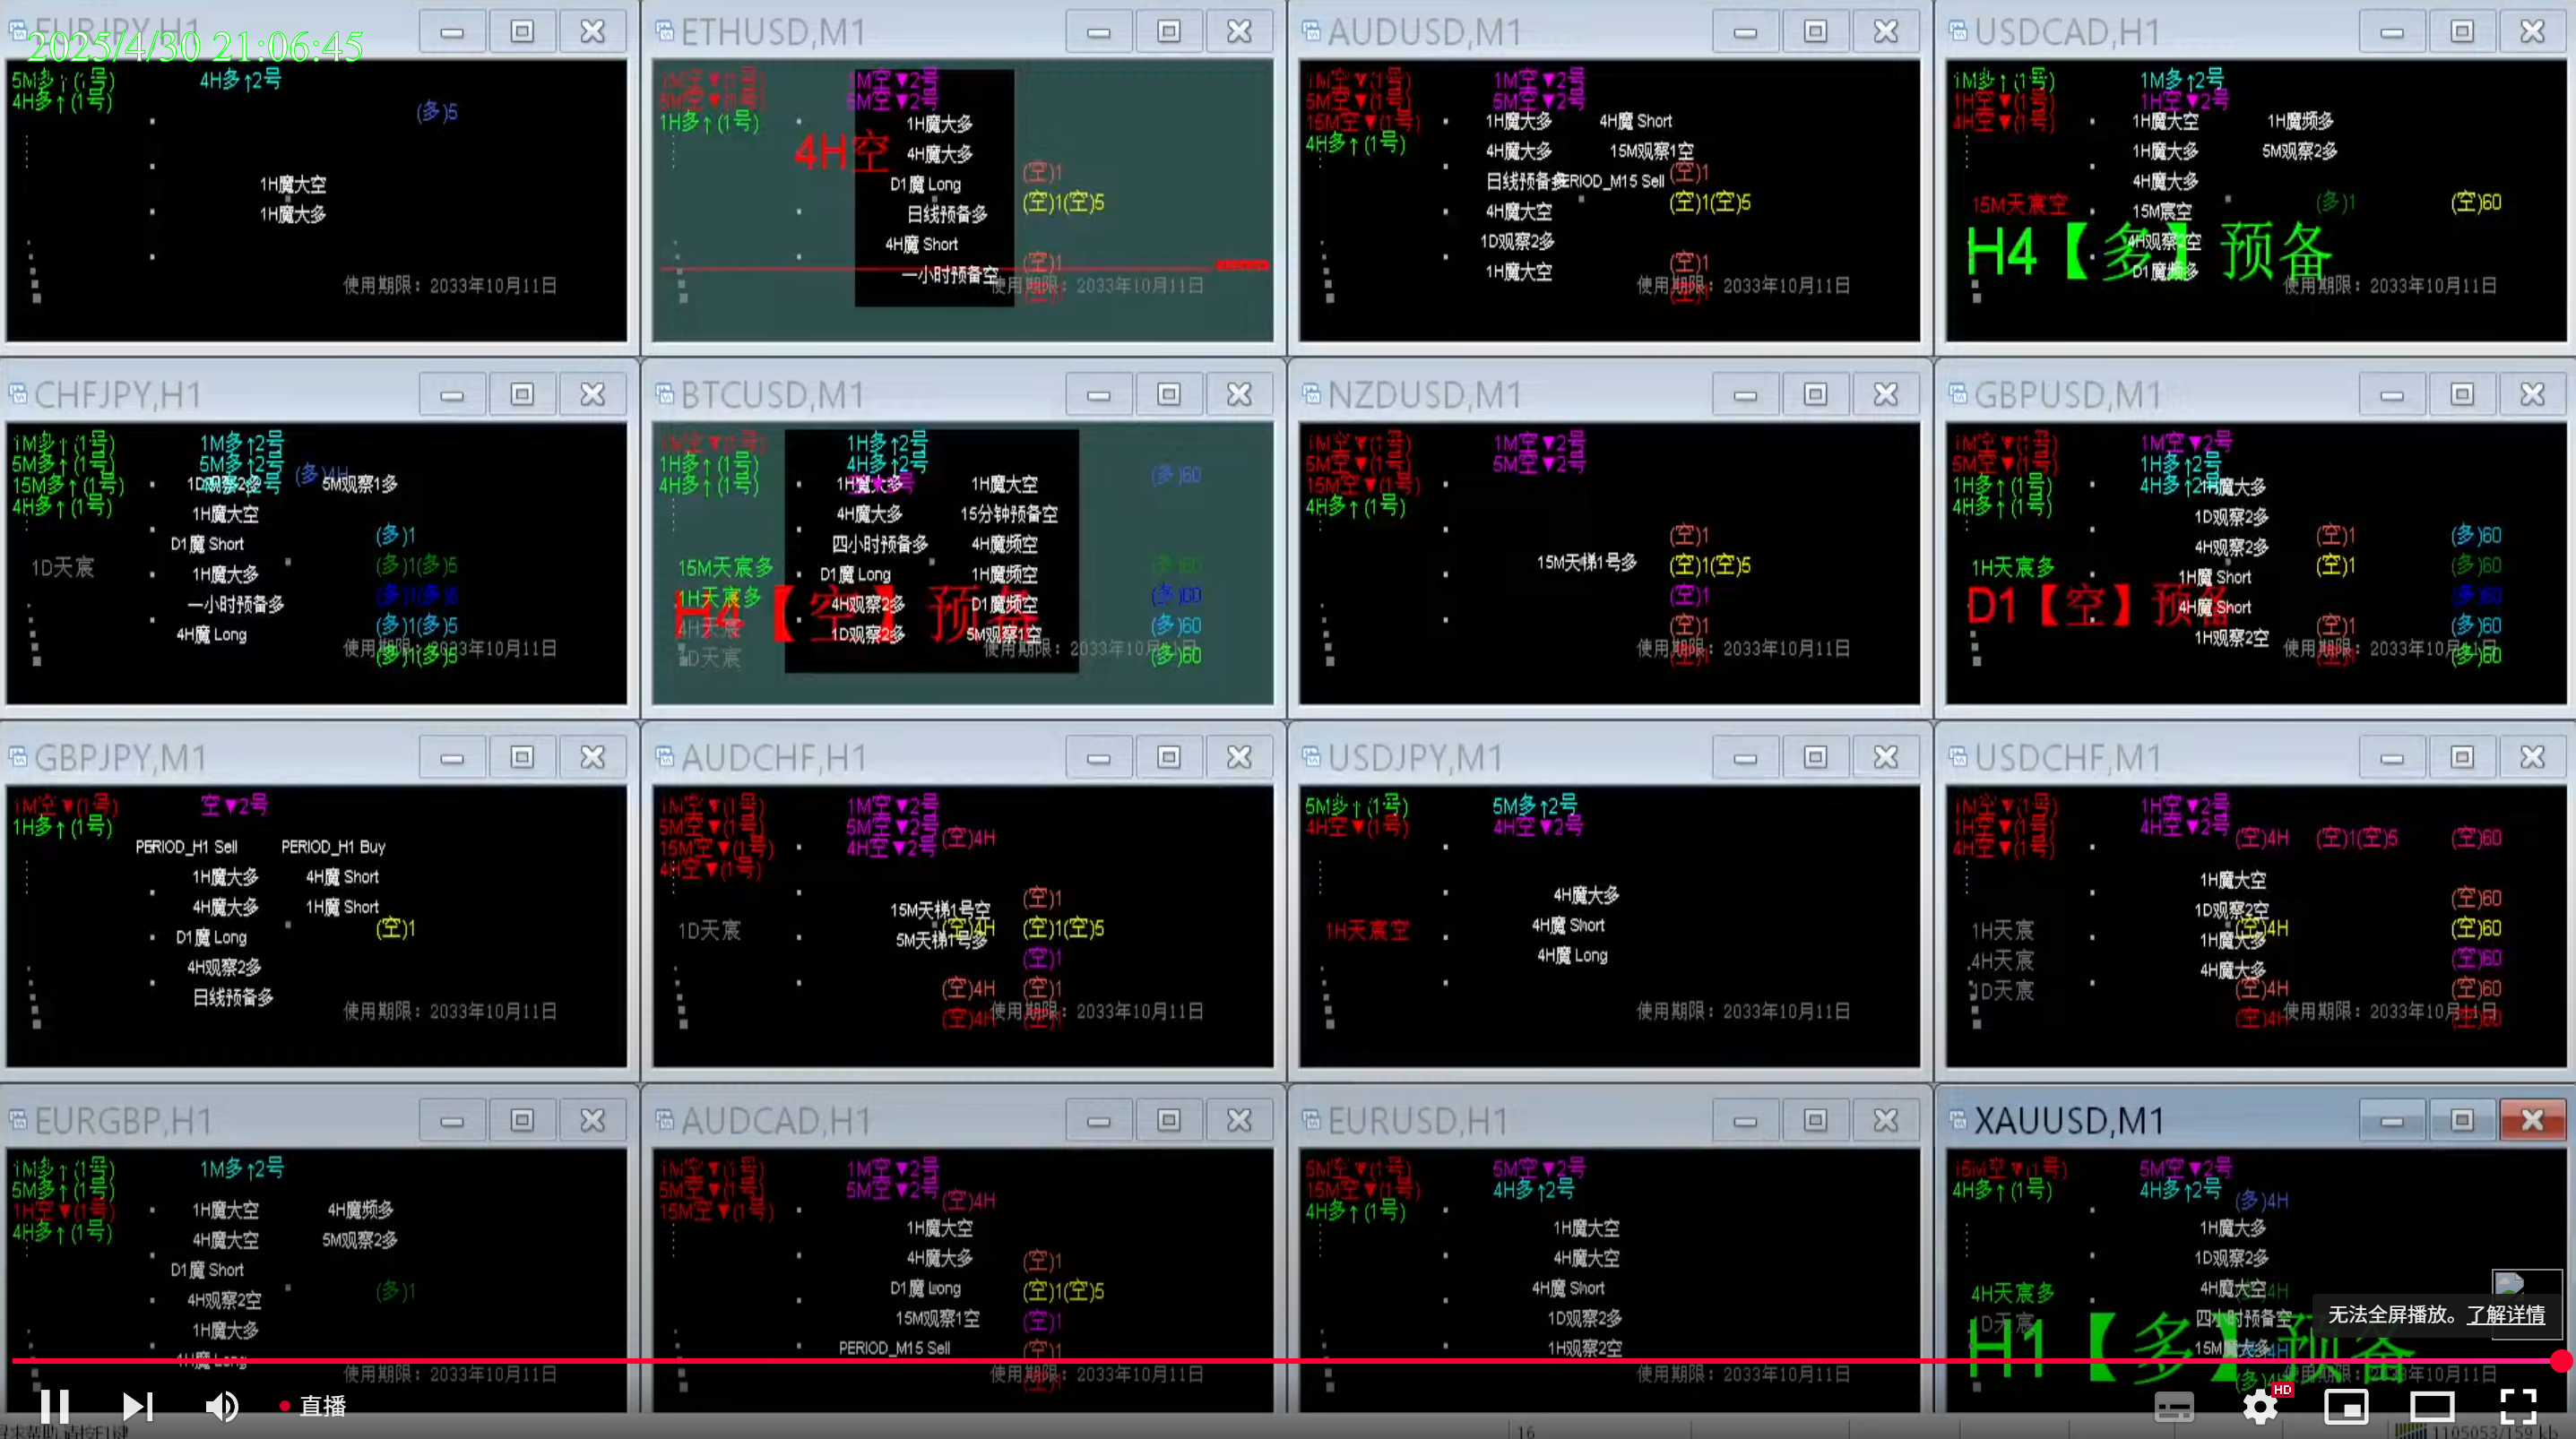 EURJPY,H1
2025/4/30 21:06:45
5M多↑(1号) 4H多↑2号
4H多↑(1号)
(多)5
1H魔大空
1H魔大多
使用期限：2033年10月11日
ETHUSD,M1
1M空▼(1号) 1M空▼2号
5M空▼(1号) 5M空▼2号
1H多↑(1号) 1H魔大多
4H空 4H魔大多
(空)1
D1魔 Long
日线预备多 (空)1(空)5
4H魔 Short
(空)1
一小时预备空
使用期限：2033年10月11日
AUDUSD,M1
1M空▼(1号) 1M空▼2号
5M空▼(1号) 5M空▼2号
15M空▼(1号) 1H魔大多 4H魔 Short
4H多↑(1号) 4H魔大多 15M观察1空
(空)1
日线预备多 PERIOD_M15 Sell
4H魔大空 (空)1(空)5
1D观察2多
(空)1
1H魔大空
使用期限：2033年10月11日
USDCAD,H1
1M多↑(1号) 1M多↑2号
1H空▼(1号) 1H空▼2号
4H空▼(1号) 1H魔大空 1H魔频多
1H魔大多 5M观察2多
4H魔大多
15M天宸空 15M宸空 (多)1 (空)60
4H观察2空
H4【多】预备
D1魔频多
使用期限：2033年10月11日
CHFJPY,H1
1M多↑(1号) 1M多↑2号
5M多↑(1号) 5M多↑2号
(多)4H
15M多↑(1号) 1D观察2多 5M观察1多
4H多↑(1号) 1H魔大空
(多)1
D1魔 Short
1D天宸 1H魔大多 (多)1(多)5
一小时预备多 (多)1(多)5
4H魔 Long (多)1(多)5
使用期限：2033年10月11日
(多)1(多)5
BTCUSD,M1
1M空▼(1号) 1H多↑2号
1H多↑(1号) 4H多↑2号
(多)60
4H多↑(1号) 1H魔大多 1H魔大空
4H魔大多 15分钟预备空
四小时预备多 4H魔频空
15M天宸多 D1魔 Long 1H魔频空 (多)60
1H天宸多 4H观察2多 D1魔频空 (多)60
H4【空】预备
4H天宸 1D观察2多 5M观察1空 (多)60
1D天宸 使用期限：2033年10月11日 (多)60
NZDUSD,M1
1M空▼(1号) 1M空▼2号
5M空▼(1号) 5M空▼2号
15M空▼(1号)
4H多↑(1号)
(空)1
15M天梯1号多 (空)1(空)5
(空)1
(空)1
使用期限：2033年10月11日
GBPUSD,M1
1M空▼(1号) 1M空▼2号
5M空▼(1号) 1H多↑2号
1H多↑(1号) 4H多↑2号 1H魔大多
4H多↑(1号) 1D观察2多
4H观察2多 (空)1 (多)60
1H天宸多 1H魔 Short (空)1 (多)60
D1【空】预备 4H魔 Short (多)60
1H观察2空 (空)1 (多)60
使用期限：2033年10月11日 (多)60
GBPJPY,M1
1M空▼(1号) 空▼2号
1H多↑(1号)
PERIOD_H1 Sell PERIOD_H1 Buy
1H魔大多 4H魔 Short
4H魔大多 1H魔 Short
D1魔 Long (空)1
4H观察2多
日线预备多
使用期限：2033年10月11日
AUDCHF,H1
1M空▼(1号) 1M空▼2号
5M空▼(1号) 5M空▼2号
(空)4H
15M空▼(1号) 4H空▼2号
4H空▼(1号)
15M天梯1号空 (空)1
1D天宸 (空)4H (空)1(空)5
5M天梯1号多
(空)1
(空)4H (空)1
(空)4H 使用期限：2033年10月11日
USDJPY,M1
5M多↑(1号) 5M多↑2号
4H空▼(1号) 4H空▼2号
4H魔大多
1H天宸空 4H魔 Short
4H魔 Long
使用期限：2033年10月11日
USDCHF,M1
1M空▼(1号) 1H空▼2号
1H空▼(1号) 4H空▼2号
(空)4H (空)1(空)5 (空)60
4H空▼(1号)
1H魔大空
1D观察2空 (空)60
1H天宸 (空)4H (空)60
1H魔大多
4H天宸 4H魔大多 (空)60
1D天宸 (空)4H (空)60
(空)4H 使用期限：2033年10月11日 (空)60
EURGBP,H1
1M多↑(1号) 1M多↑2号
5M多↑(1号)
1H空▼(1号) 1H魔大空 4H魔频多
4H多↑(1号) 4H魔大空 5M观察2多
D1魔 Short
4H观察2空 (多)1
1H魔大多
4H魔 Long
使用期限：2033年10月11日
AUDCAD,H1
1M空▼(1号) 1M空▼2号
5M空▼(1号) 5M空▼2号
(空)4H
15M空▼(1号)
1H魔大空
4H魔大多 (空)1
D1魔 Long (空)1(空)5
15M观察1空 (空)1
PERIOD_M15 Sell (空)1
使用期限：2033年10月11日
EURUSD,H1
5M空▼(1号) 5M空▼2号
15M空▼(1号) 4H多↑2号
4H多↑(1号)
1H魔大空
4H魔大空
4H魔 Short
1D观察2多
1H观察2空
使用期限：2033年10月11日
XAUUSD,M1
15M空▼(1号) 5M空▼2号
4H多↑(1号) 4H多↑2号 (多)4H
1H魔大多
1D观察2多
4H天宸多 4H魔大空
1D天宸 四小时预备空
H1【多】预备
15M魔大多
(多)4H 使用期限：2033年10月11日
无法全屏播放。了解详情
直播
HD
寻求帮助,请按F1键
16
1105053/159 kb